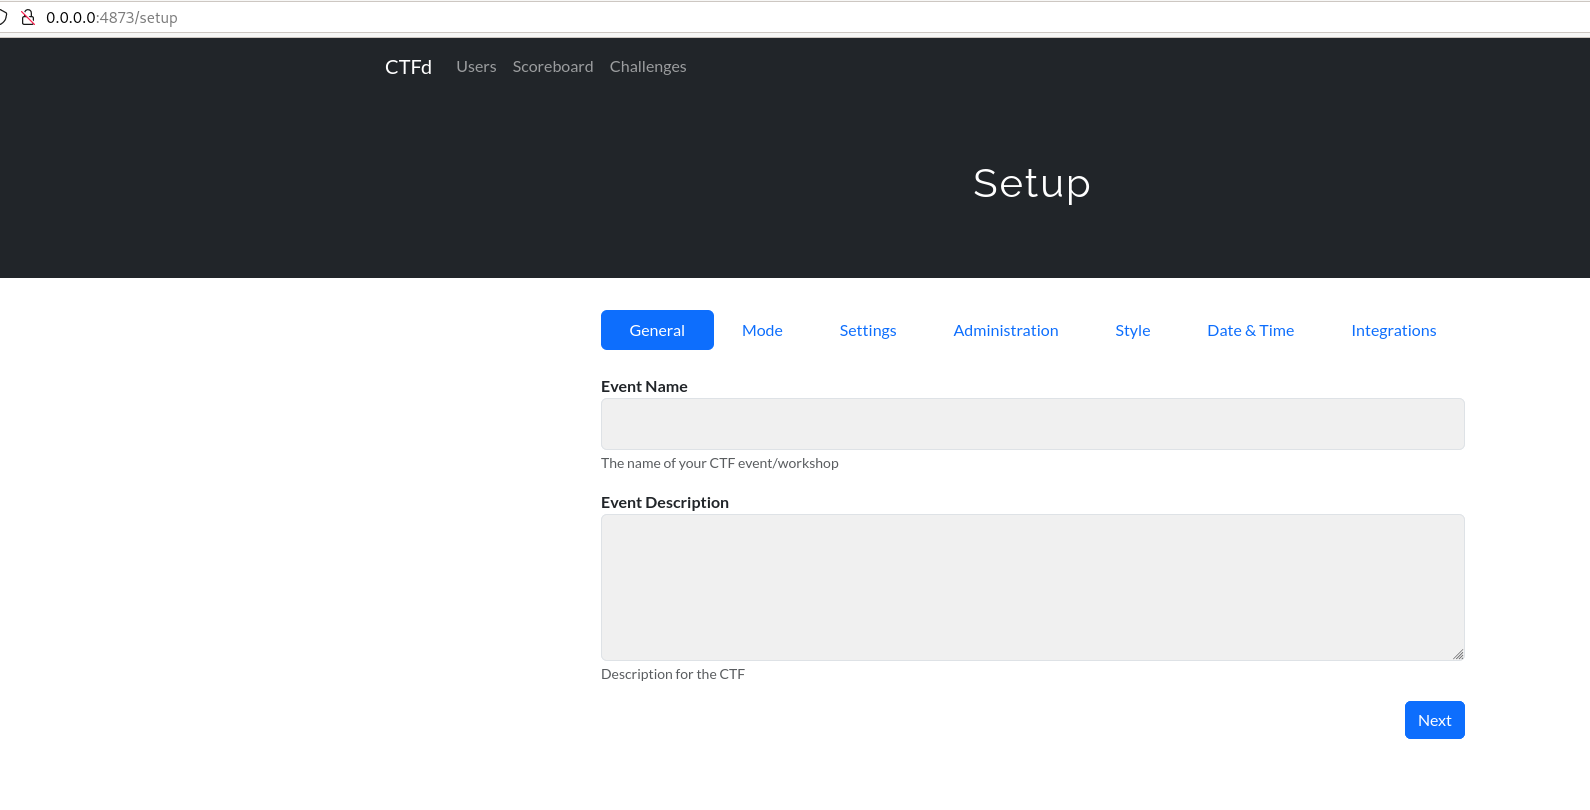 0.0.0.0:4873/setup
CTFd Users Scoreboard Challenges
Setup
General Mode Settings Administration Style Date & Time Integrations
Event Name
The name of your CTF event/workshop
Event Description
Description for the CTF
Next